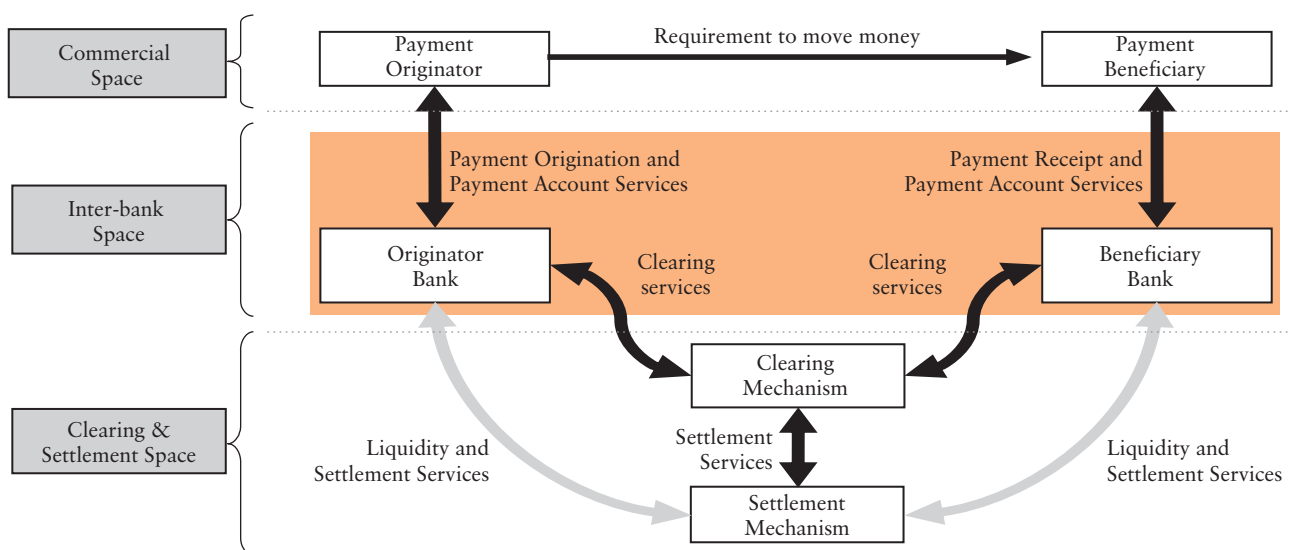 Commercial
Space
Payment
Originator
Requirement to move money
Payment
Beneficiary
Inter-bank
Space
Payment Origination and
Payment Account Services
Payment Receipt and
Payment Account Services
Originator
Bank
Clearing
services
Clearing
services
Beneficiary
Bank
Clearing &
Settlement Space
Clearing
Mechanism
Liquidity and
Settlement Services
Settlement
Services
Liquidity and
Settlement Services
Settlement
Mechanism